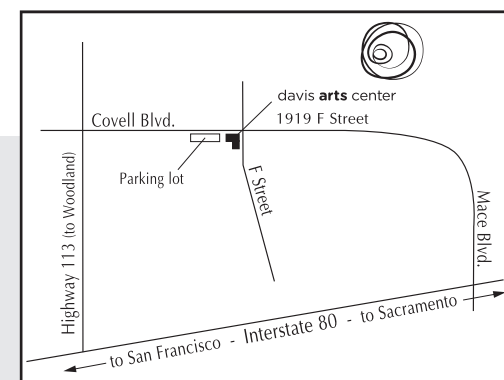 davis arts center
1919 F Street
Covell Blvd.
Parking lot
F Street
Highway 113 (to Woodland)
Mace Blvd.
to San Francisco - Interstate 80 - to Sacramento